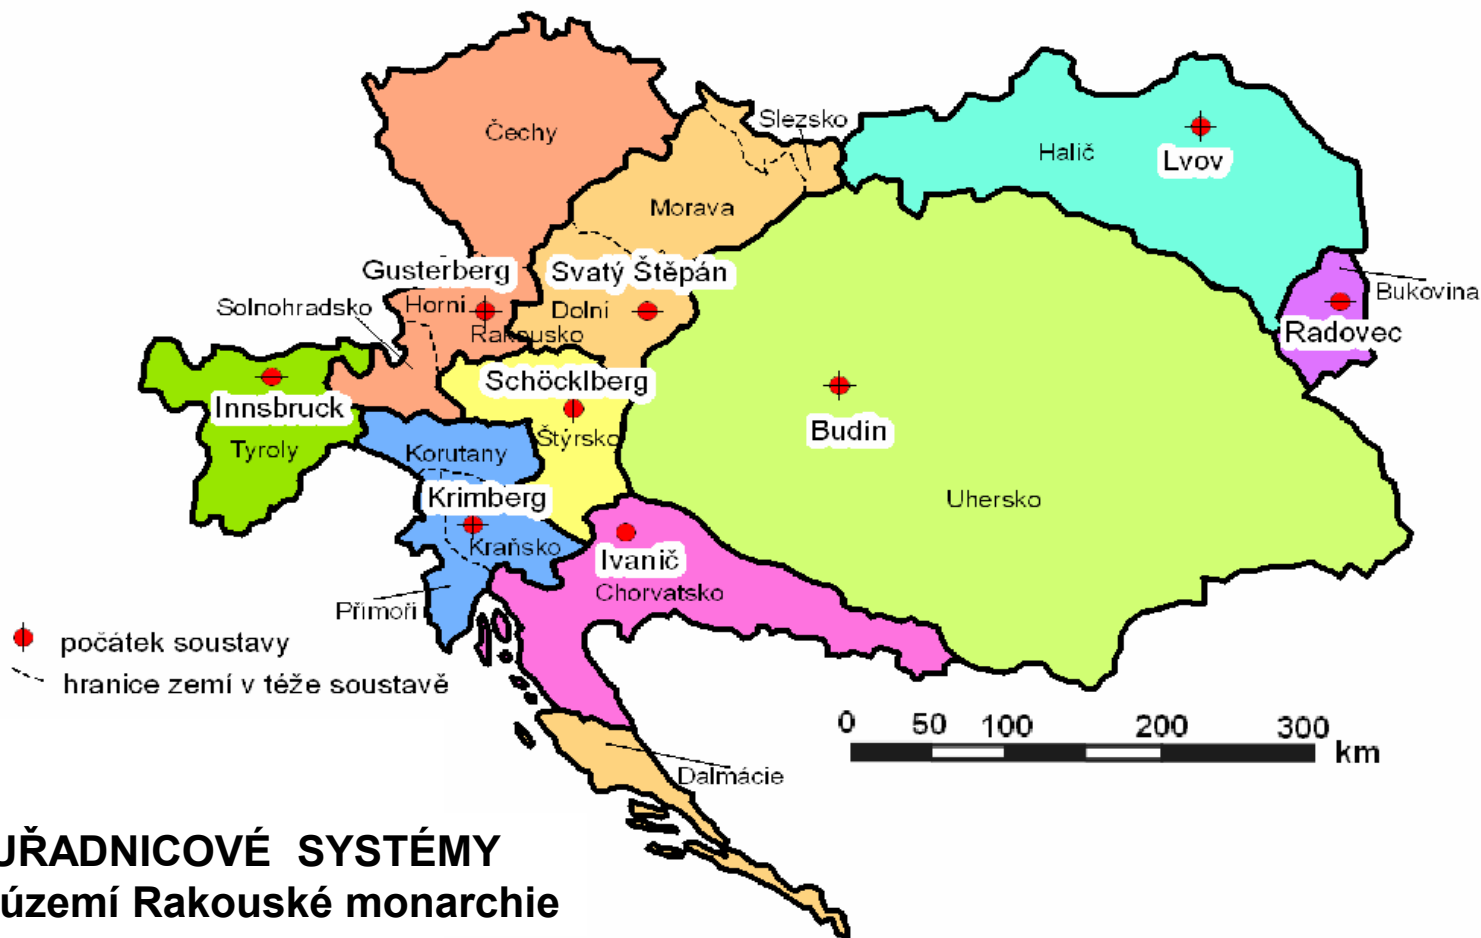 Čechy
Slezsko
Halič
Lvov
Morava
Gusterberg
Svatý Štěpán
Solnohradsko
Horní
Dolní
Rakousko
Bukovina
Radovec
Schöcklberg
Innsbruck
Štýrsko
Budín
Tyroly
Korutany
Krimberg
Uhersko
Kraňsko
Ivanič
Chorvatsko
Přimoří
počátek soustavy
hranice zemí v téže soustavě
0 50 100 200 300
km
Dalmácie
UŘADNICOVÉ SYSTÉMY
území Rakouské monarchie